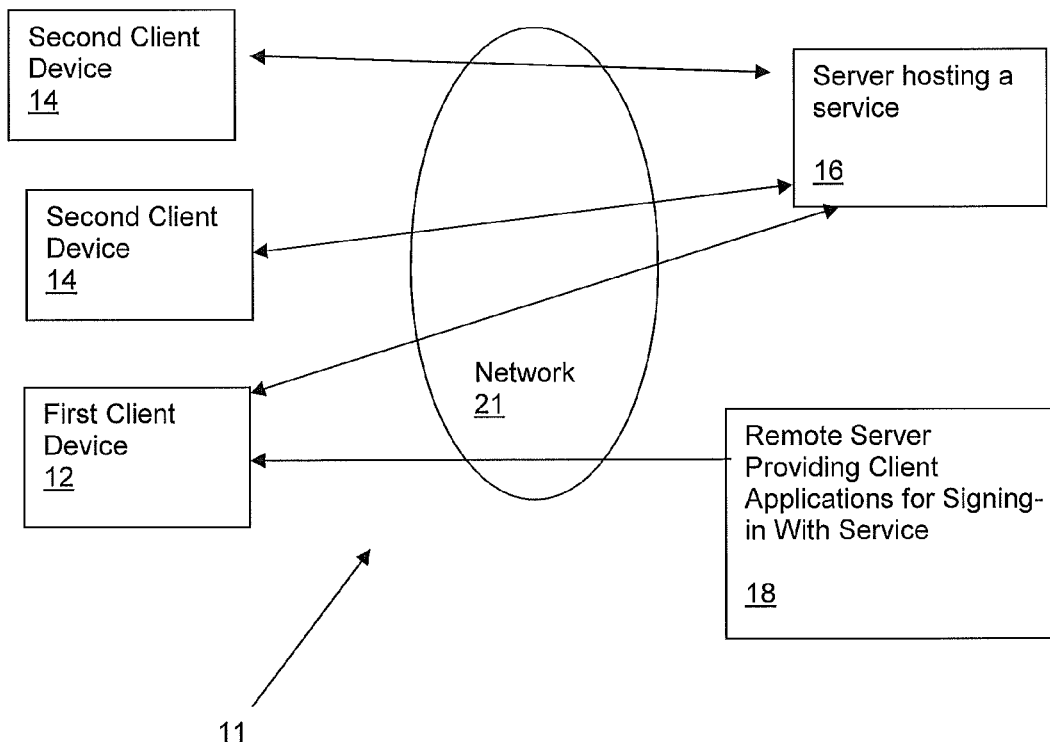 Second Client
Device
14
Server hosting a
service
16
Second Client
Device
14
First Client
Device
12
Network
21
Remote Server
Providing Client
Applications for Signing-
in With Service
18
11